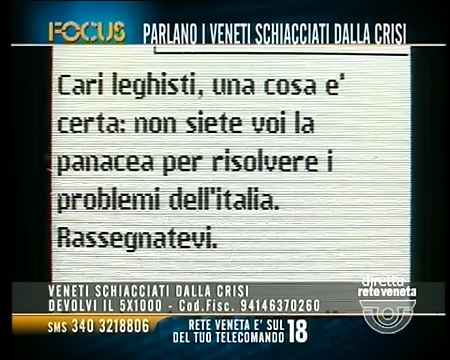 FOCUS PARLANO I VENETI SCHIACCIATI DALLA CRISI
Cari leghisti, una cosa e'
certa: non siete voi la
panacea per risolvere i
problemi dell'italia.
Rassegnatevi.
VENETI SCHIACCIATI DALLA CRISI
DEVOLVI IL 5X1000 - Cod.Fisc. 94146370260
diretta
reteveneta
SMS 340 3218806
RETE VENETA E' SUL
DEL TUO TELECOMANDO 18